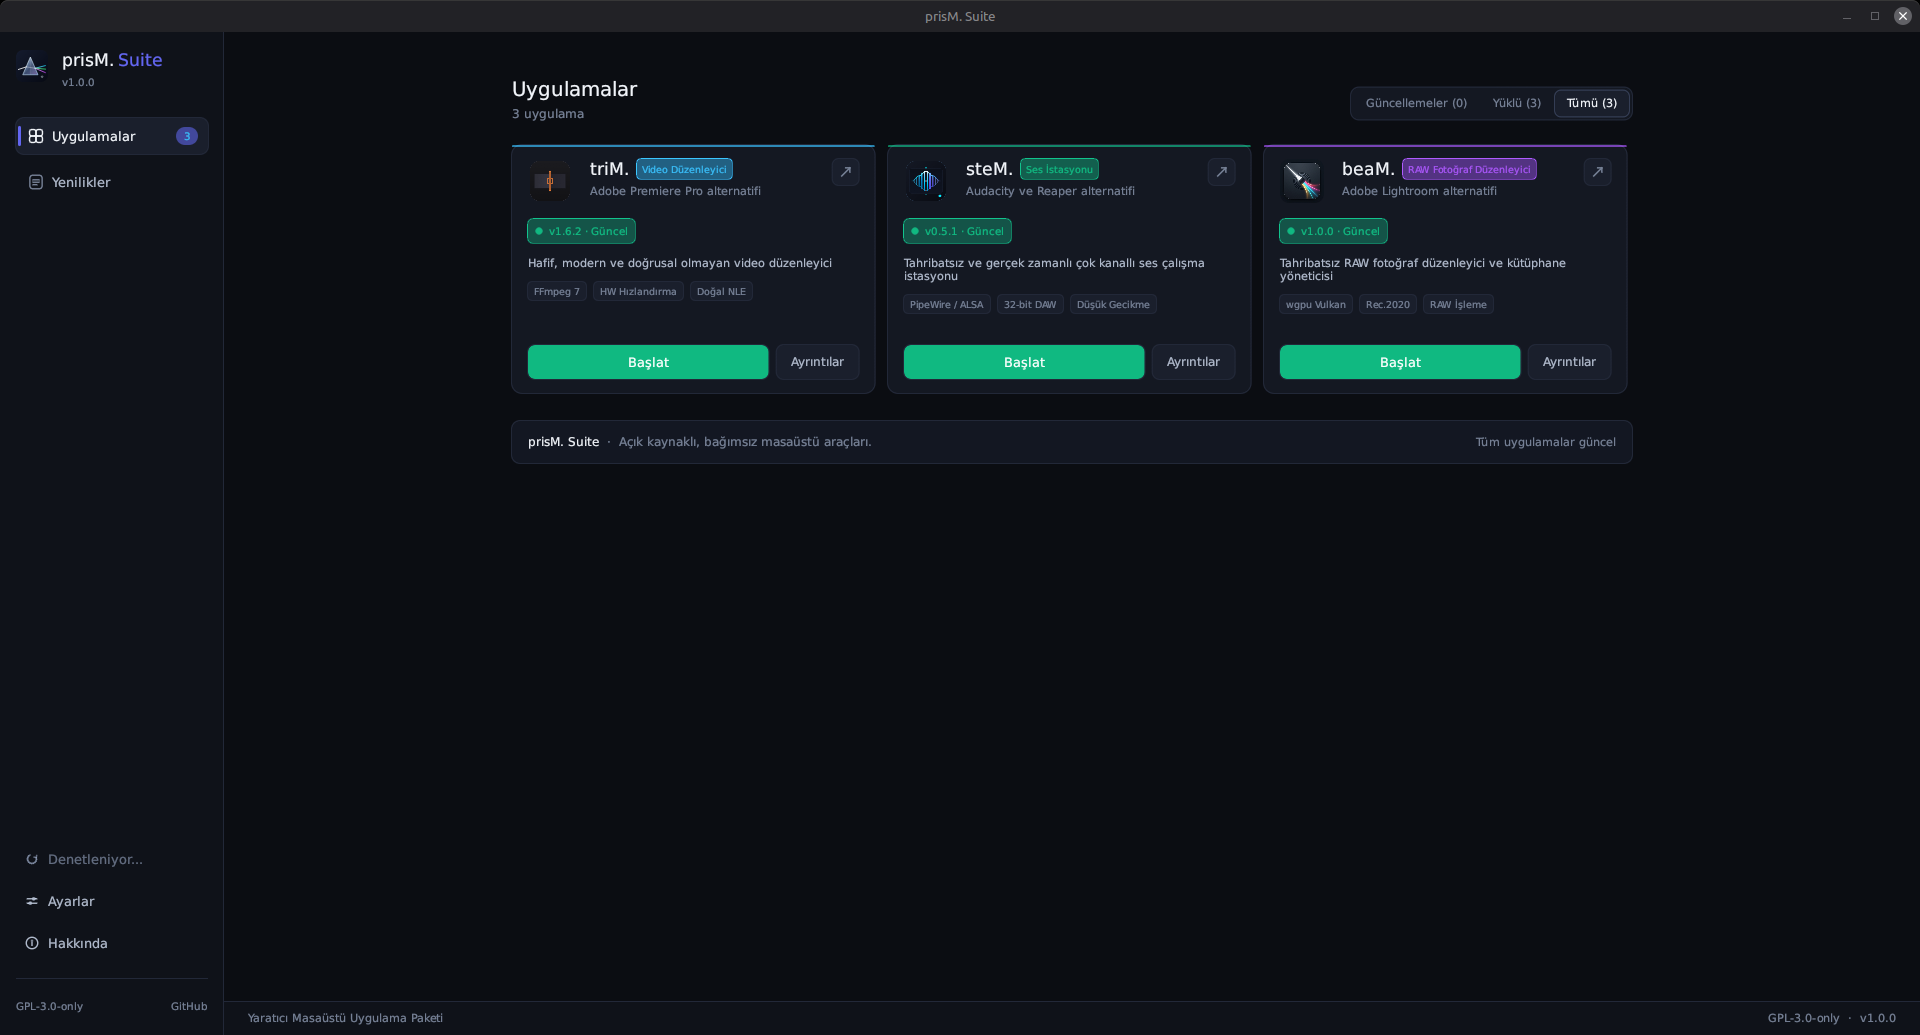 prisM. Suite
prisM. Suite
v1.0.0
Uygulamalar 3
Yenilikler
Denetleniyor...
Ayarlar
Hakkında
GPL-3.0-only GitHub
Uygulamalar
3 uygulama
Güncellemeler (0) Yüklü (3) Tümü (3)
triM. Video Düzenleyici
Adobe Premiere Pro alternatifi
v1.6.2 · Güncel
Hafif, modern ve doğrusal olmayan video düzenleyici
FFmpeg 7 HW Hızlandırma Doğal NLE
Başlat Ayrıntılar
steM. Ses İstasyonu
Audacity ve Reaper alternatifi
v0.5.1 · Güncel
Tahribatsız ve gerçek zamanlı çok kanallı ses çalışma
istasyonu
PipeWire / ALSA 32-bit DAW Düşük Gecikme
Başlat Ayrıntılar
beaM. RAW Fotoğraf Düzenleyici
Adobe Lightroom alternatifi
v1.0.0 · Güncel
Tahribatsız RAW fotoğraf düzenleyici ve kütüphane
yöneticisi
wgpu Vulkan Rec.2020 RAW İşleme
Başlat Ayrıntılar
prisM. Suite · Açık kaynaklı, bağımsız masaüstü araçları. Tüm uygulamalar güncel
Yaratıcı Masaüstü Uygulama Paketi GPL-3.0-only · v1.0.0